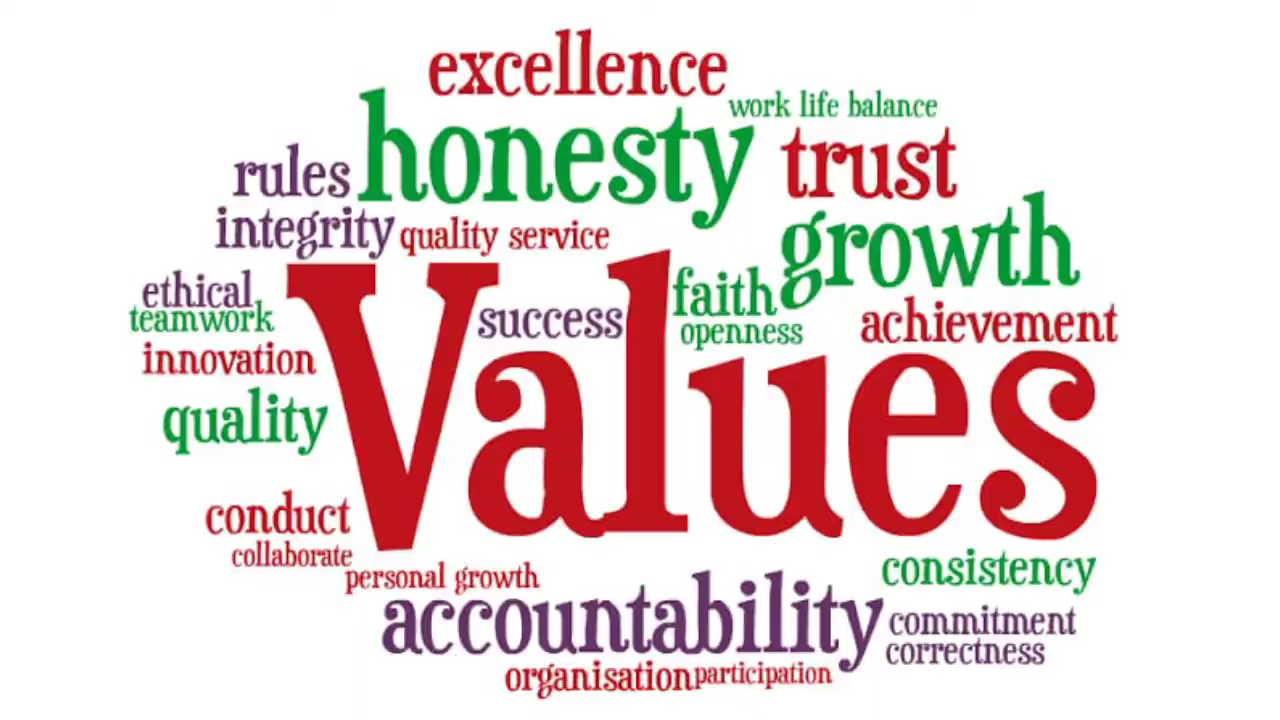 excellence
work life balance
honesty
trust
rules
integrity
quality service
growth
ethical
teamwork
success
faith
openness
achievement
innovation
Values
quality
conduct
collaborate
personal growth
consistency
accountability
commitment
correctness
organisation
participation